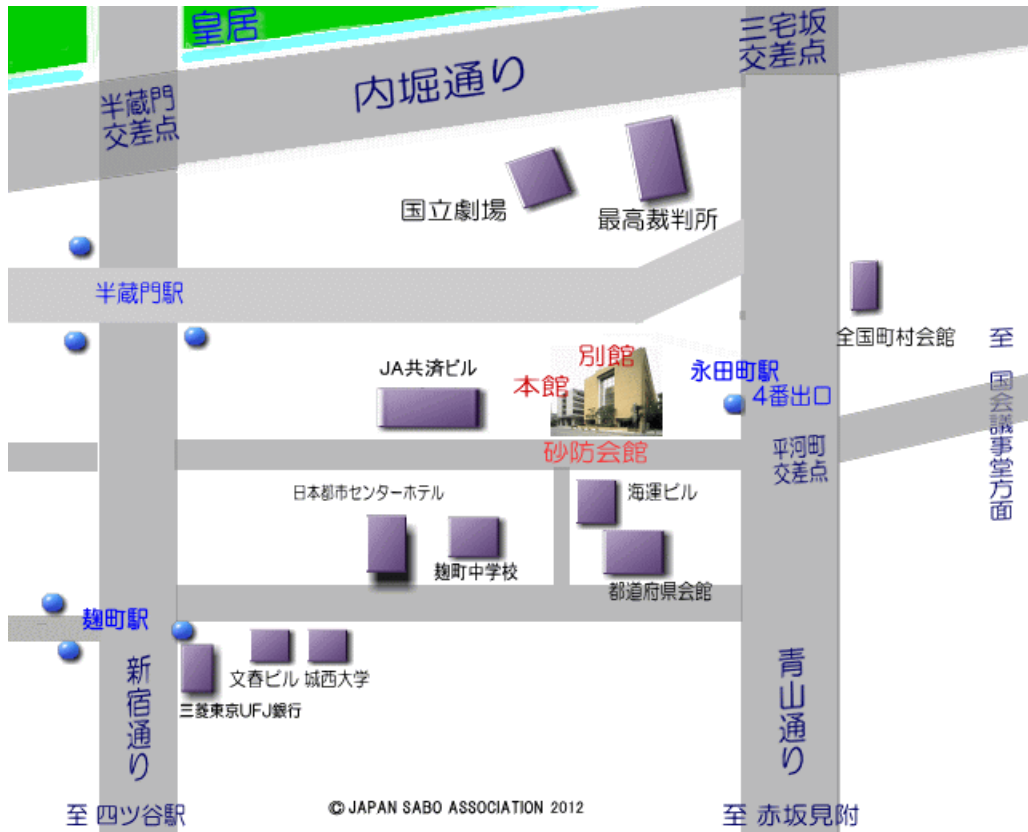 皇居
三宅坂
交差点
内堀通り
半蔵門
交差点
国立劇場
最高裁判所
半蔵門駅
全国町村会館
至 国会議事堂方面
別館
本館
JA共済ビル
永田町駅
4番出口
砂防会館
平河町
交差点
日本都市センターホテル
海運ビル
麹町中学校
都道府県会館
麹町駅
新宿通り
文春ビル
城西大学
三菱東京UFJ銀行
青山通り
至 四ツ谷駅
© JAPAN SABO ASSOCIATION 2012
至 赤坂見附